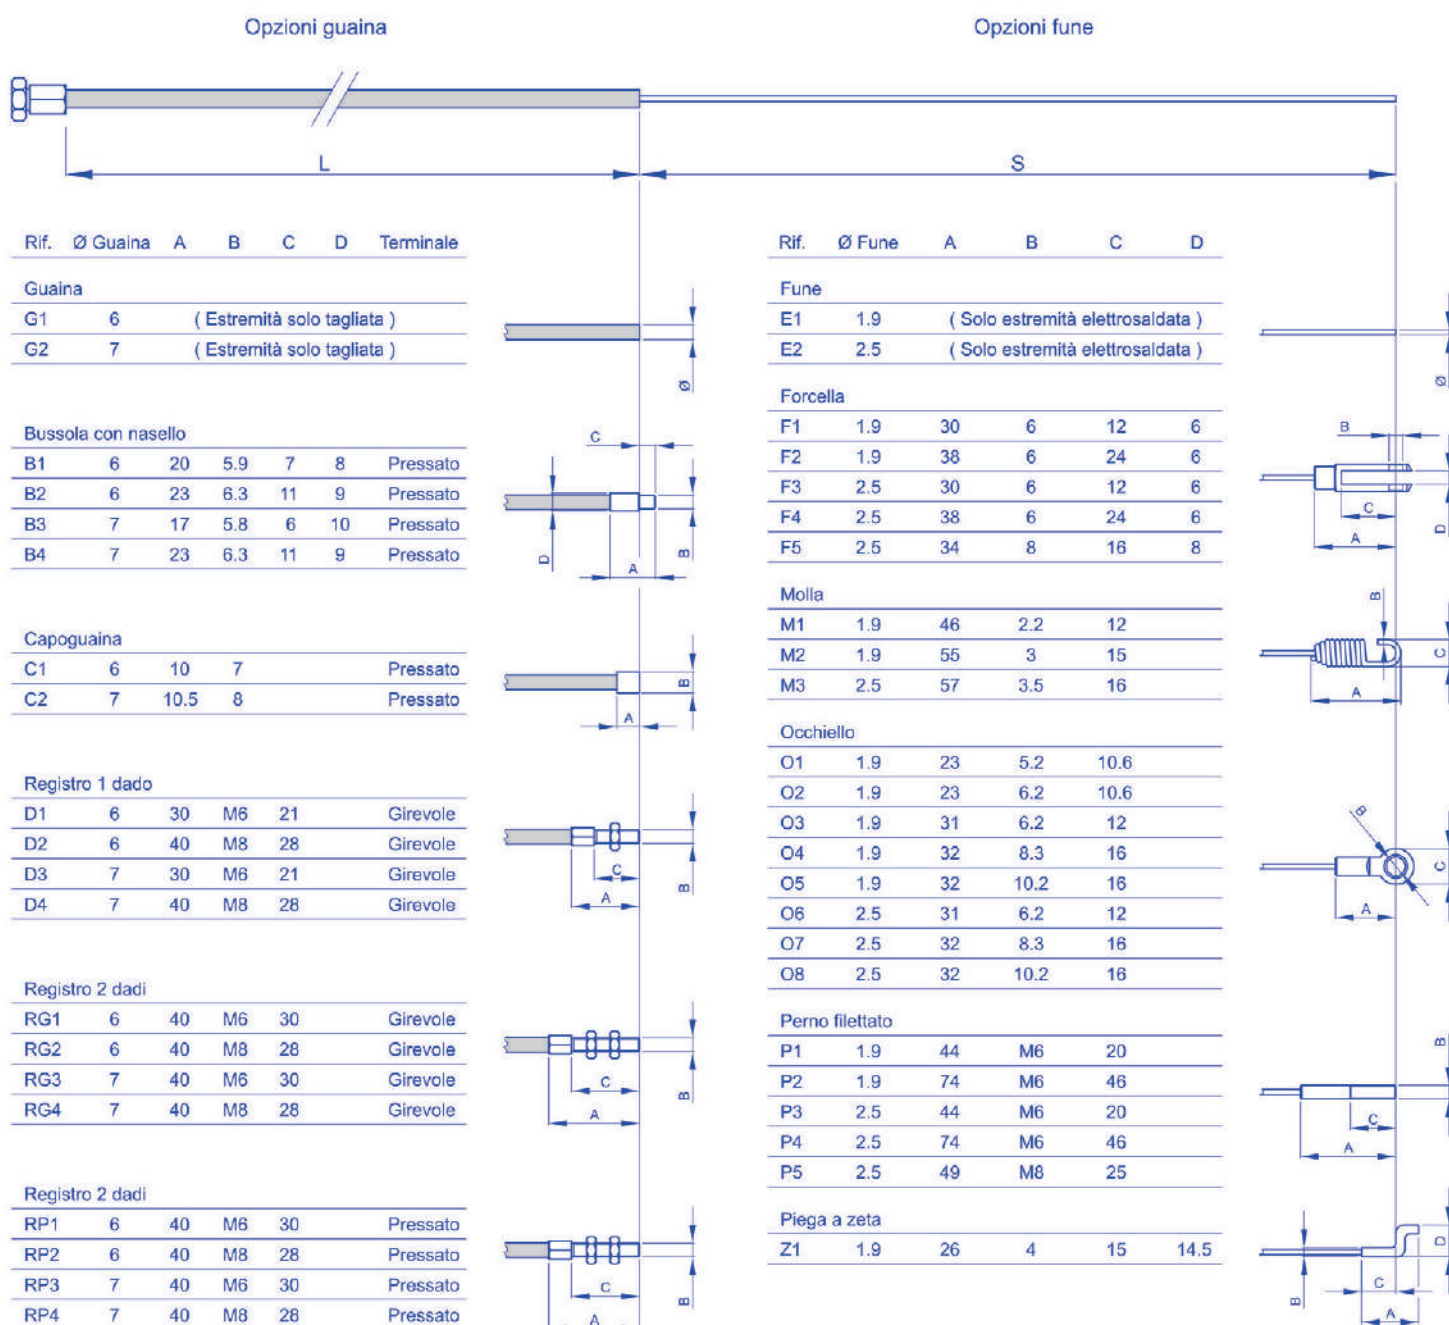 Opzioni guaina
Opzioni fune
L
S
Rif. Ø Guaina A B C D Terminale
Guaina
G1 6 ( Estremità solo tagliata )
G2 7 ( Estremità solo tagliata )
Ø
Bussola con nasello
B1 6 20 5.9 7 8 Pressato
B2 6 23 6.3 11 9 Pressato
B3 7 17 5.8 6 10 Pressato
B4 7 23 6.3 11 9 Pressato
C
D
A
B
Capoguaina
C1 6 10 7 Pressato
C2 7 10.5 8 Pressato
B
A
Registro 1 dado
D1 6 30 M6 21 Girevole
D2 6 40 M8 28 Girevole
D3 7 30 M6 21 Girevole
D4 7 40 M8 28 Girevole
C
A
B
Registro 2 dadi
RG1 6 40 M6 30 Girevole
RG2 6 40 M8 28 Girevole
RG3 7 40 M6 30 Girevole
RG4 7 40 M8 28 Girevole
C
A
B
Registro 2 dadi
RP1 6 40 M6 30 Pressato
RP2 6 40 M8 28 Pressato
RP3 7 40 M6 30 Pressato
RP4 7 40 M8 28 Pressato
C
A
B
Rif. Ø Fune A B C D
Fune
E1 1.9 ( Solo estremità elettrosaldata )
E2 2.5 ( Solo estremità elettrosaldata )
Ø
Forcella
F1 1.9 30 6 12 6
F2 1.9 38 6 24 6
F3 2.5 30 6 12 6
F4 2.5 38 6 24 6
F5 2.5 34 8 16 8
B
C
A
D
Molla
M1 1.9 46 2.2 12
M2 1.9 55 3 15
M3 2.5 57 3.5 16
B
C
A
Occhiello
O1 1.9 23 5.2 10.6
O2 1.9 23 6.2 10.6
O3 1.9 31 6.2 12
O4 1.9 32 8.3 16
O5 1.9 32 10.2 16
O6 2.5 31 6.2 12
O7 2.5 32 8.3 16
O8 2.5 32 10.2 16
B
C
A
Perno filettato
P1 1.9 44 M6 20
P2 1.9 74 M6 46
P3 2.5 44 M6 20
P4 2.5 74 M6 46
P5 2.5 49 M8 25
B
C
A
Piega a zeta
Z1 1.9 26 4 15 14.5
D
C
B
A